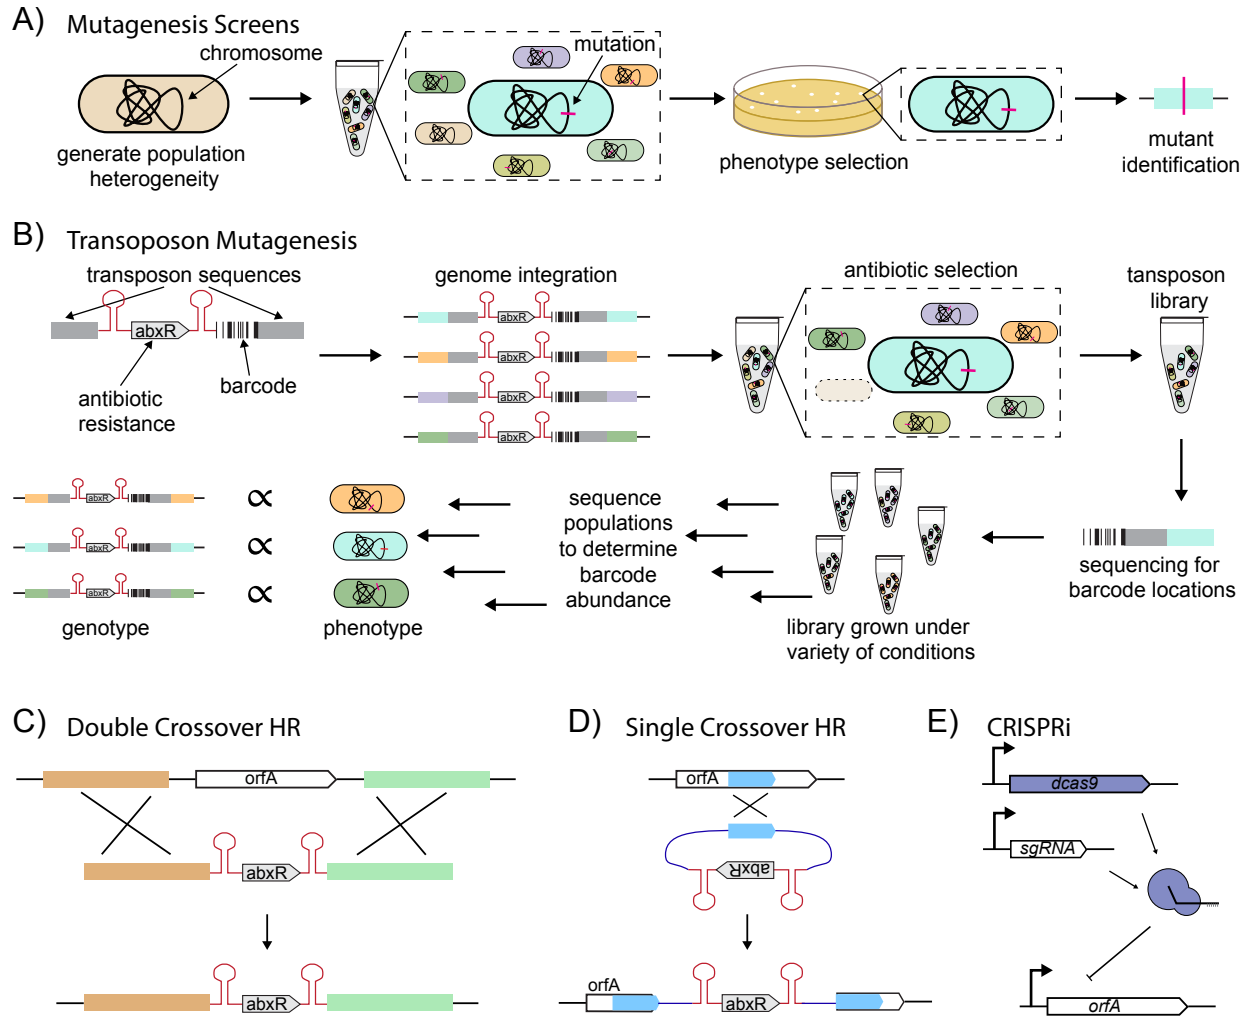 A) Mutagenesis Screens
chromosome
mutation
generate population
heterogeneity
phenotype selection
mutant
identification
B) Transoposon Mutagenesis
transposon sequences
abxR
antibiotic
resistance
barcode
genome integration
abxR
abxR
abxR
abxR
antibiotic selection
tansposon
library
sequencing for
barcode locations
library grown under
variety of conditions
sequence
populations
to determine
barcode
abundance
phenotype
abxR
∝
abxR
∝
abxR
∝
genotype
C) Double Crossover HR
orfA
abxR
abxR
D) Single Crossover HR
orfA
abxR
orfA
abxR
E) CRISPRi
dcas9
sgRNA
orfA